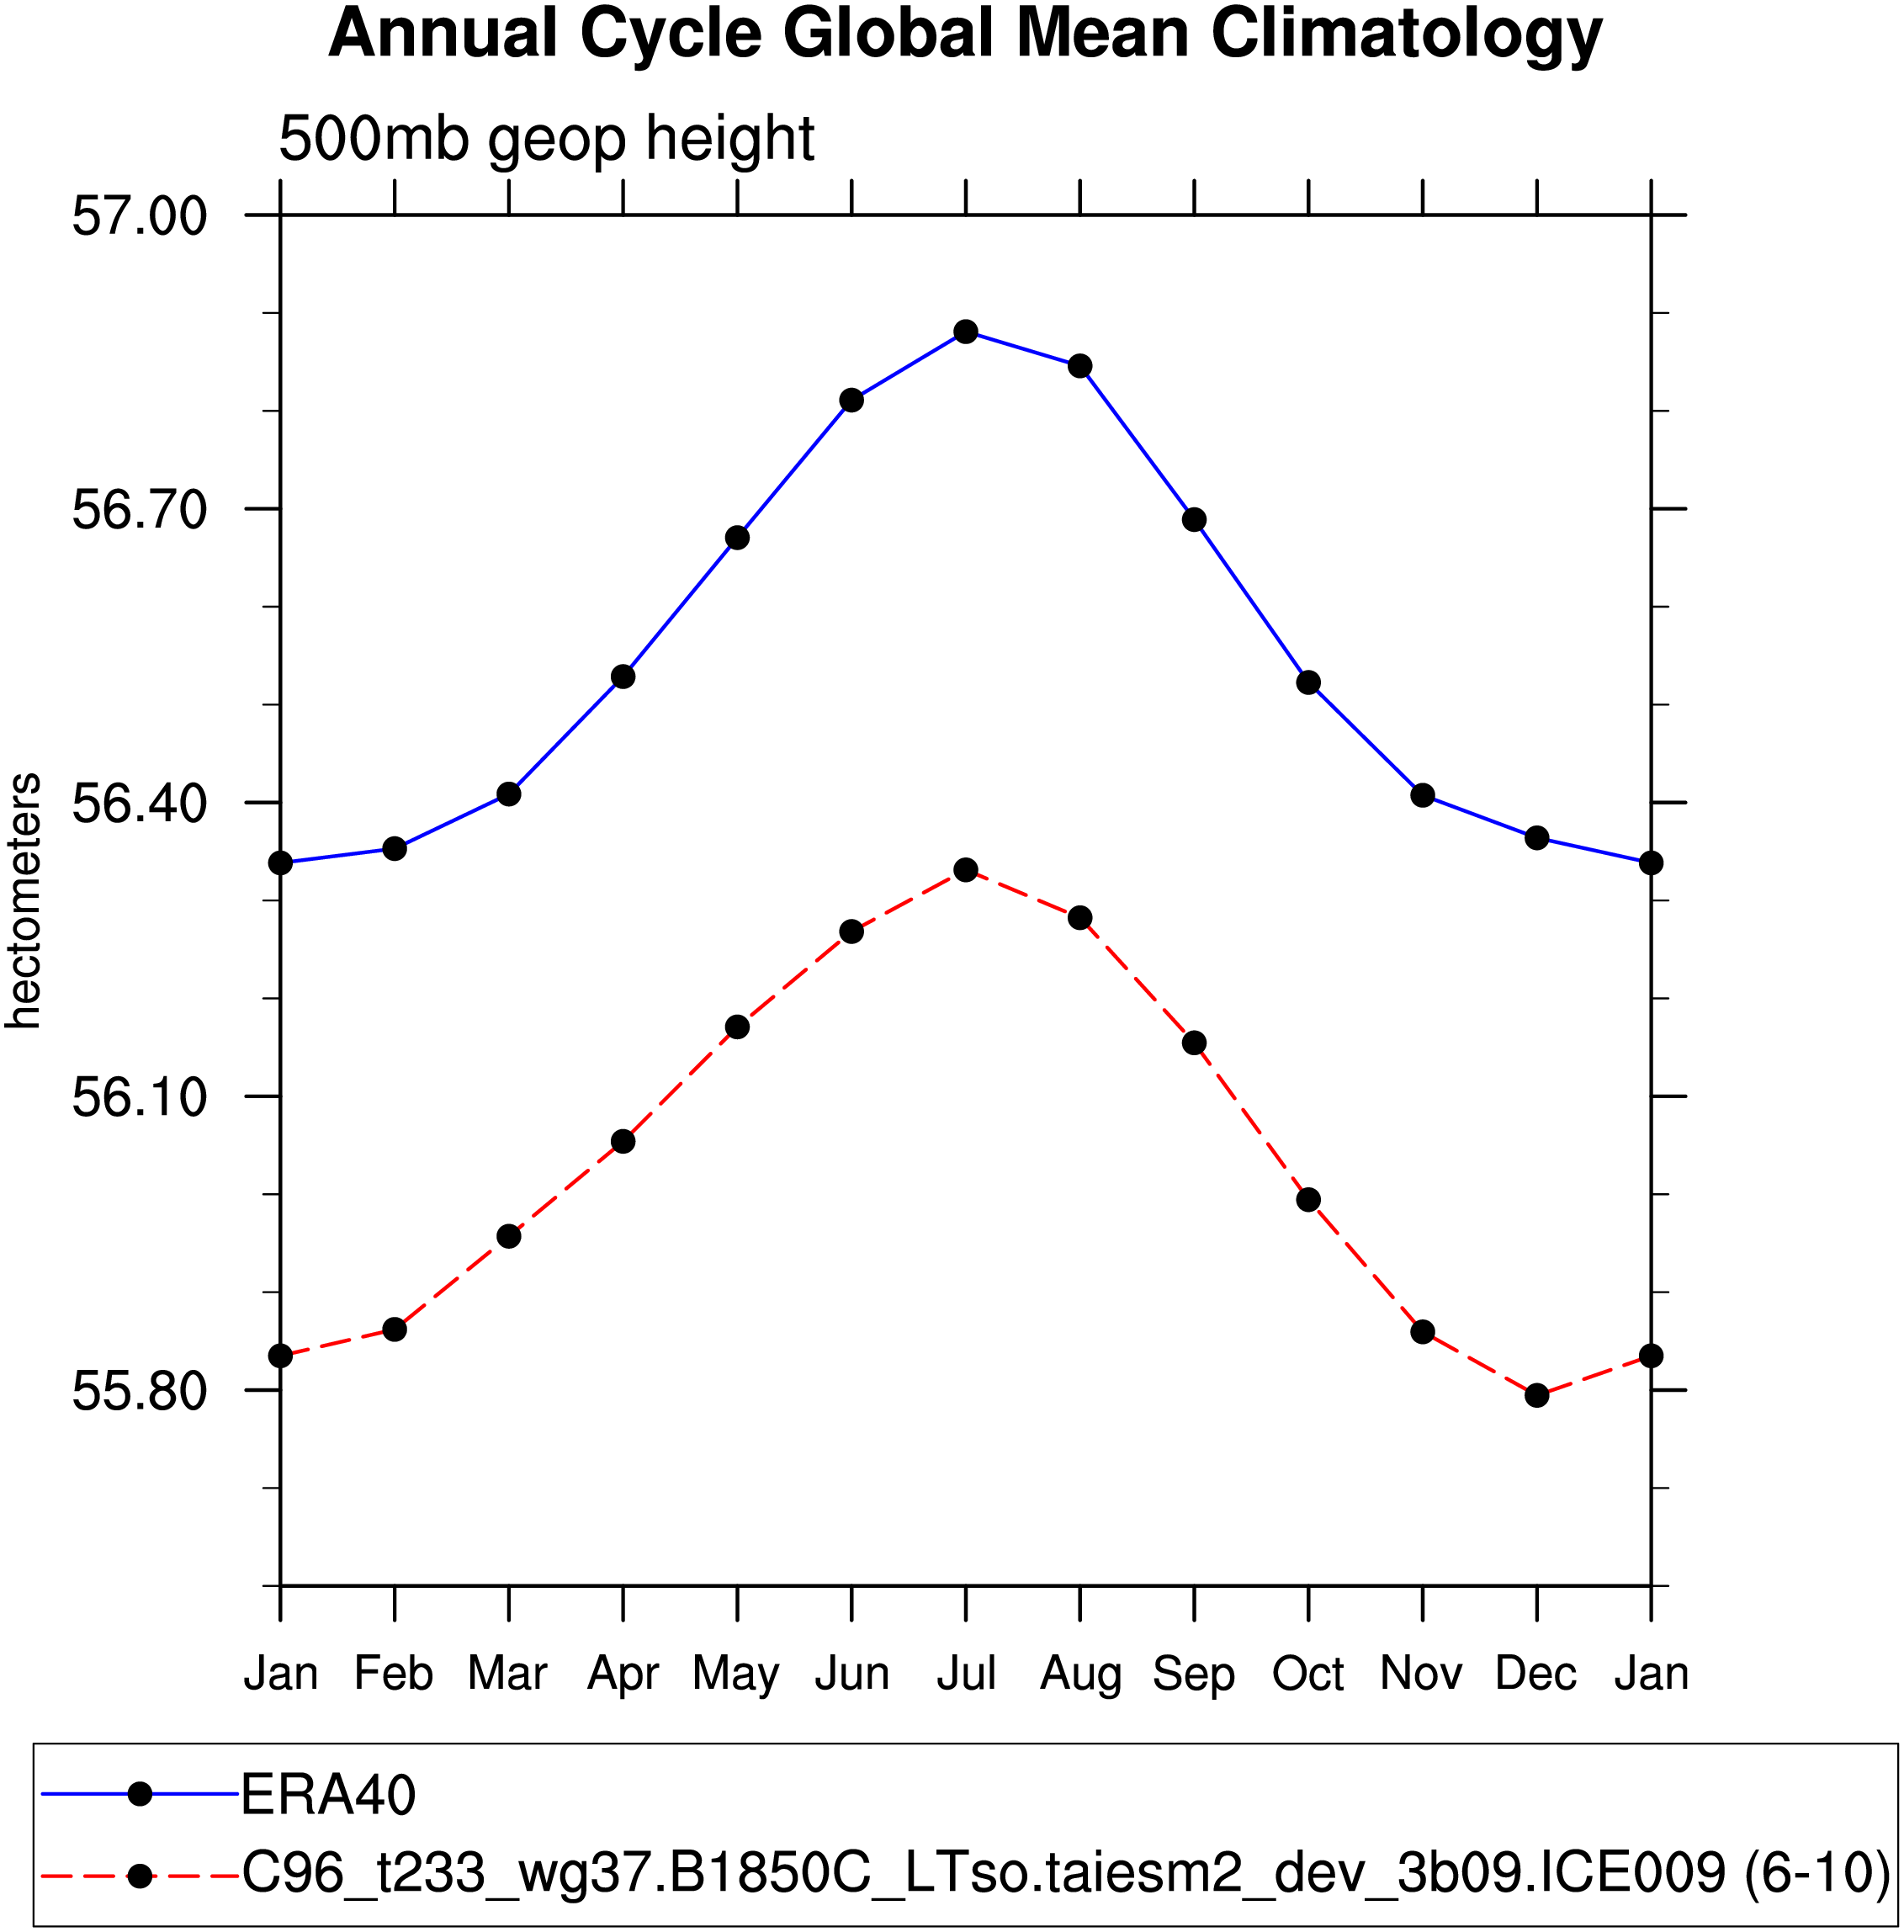 Annual Cycle Global Mean Climatology
500mb geop height
57.00
56.70
56.40
56.10
55.80
hectometers
Jan Feb Mar Apr May Jun Jul Aug Sep Oct Nov Dec Jan
ERA40
C96_t233_wg37.B1850C_LTso.taiesm2_dev_3b09.ICE009 (6-10)